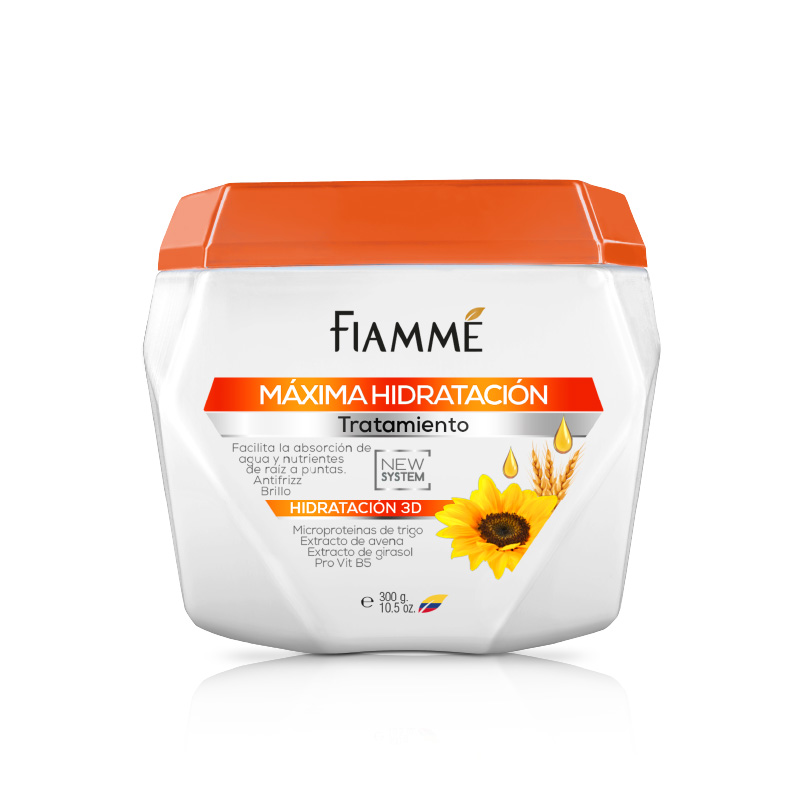 FIAMMÉ
MÁXIMA HIDRATACIÓN
Tratamiento
Facilita la absorción de
agua y nutrientes
de raíz a puntas.
Antifrizz
Brillo
NEW
SYSTEM
HIDRATACIÓN 3D
Microproteinas de trigo
Extracto de avena
Extracto de girasol
Pro Vit B5
℮ 300 g.
10.5 oz.